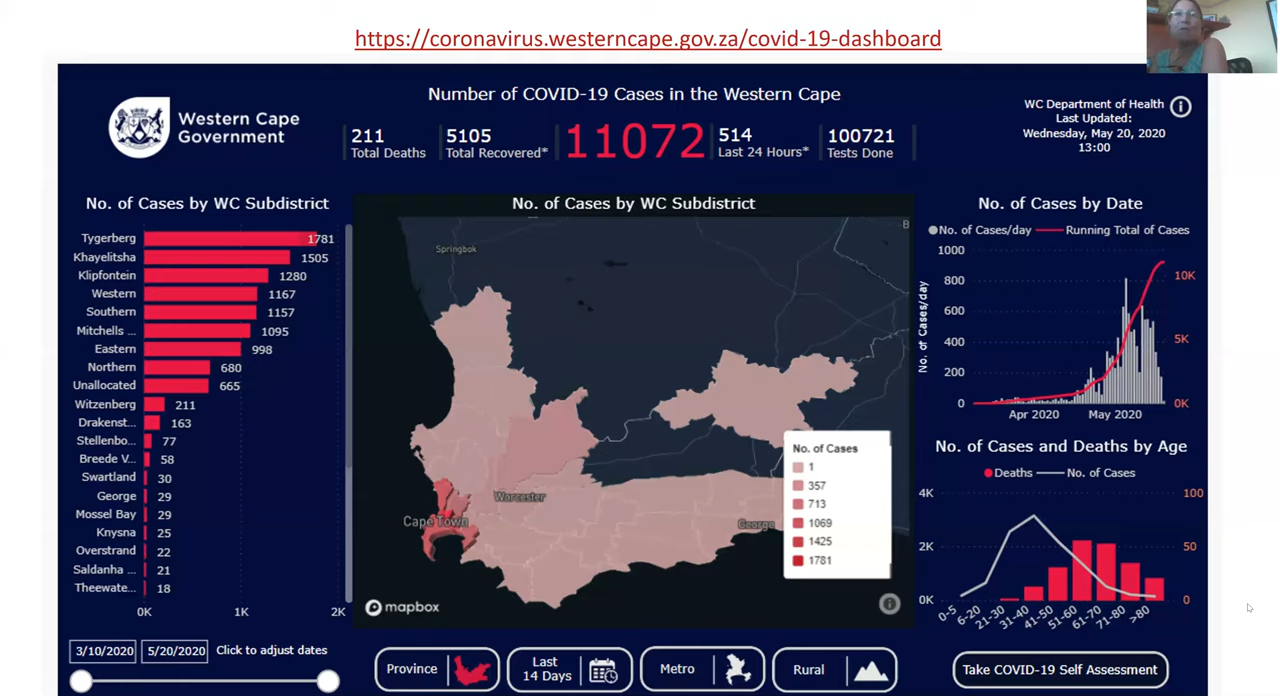 https://coronavirus.westerncape.gov.za/covid-19-dashboard
Western Cape
Government
Number of COVID-19 Cases in the Western Cape
211
Total Deaths
5105
Total Recovered*
11072
514
Last 24 Hours*
100721
Tests Done
WC Department of Health
Last Updated:
Wednesday, May 20, 2020
13:00
i
No. of Cases by WC Subdistrict
Tygerberg 1781
Khayelitsha 1505
Klipfontein 1280
Western 1167
Southern 1157
Mitchells ... 1095
Eastern 998
Northern 680
Unallocated 665
Witzenberg 211
Drakenst... 163
Stellenbo... 77
Breede V... 58
Swartland 30
George 29
Mossel Bay 29
Knysna 25
Overstrand 22
Saldanha ... 21
Theewate... 18
0K 1K 2K
3/10/2020 5/20/2020 Click to adjust dates
No. of Cases by WC Subdistrict
B
Springbok
Worcester
Cape Town
George
No. of Cases
1
357
713
1069
1425
1781
mapbox
i
Province
Last
14 Days
Metro
Rural
No. of Cases by Date
No. of Cases/day Running Total of Cases
No. of Cases/day
1000
800 10K
600
400 5K
200
0 0K
Apr 2020 May 2020
No. of Cases and Deaths by Age
Deaths No. of Cases
4K 100
2K 50
0K 0
0-5 6-20 21-30 31-40 41-50 51-60 61-70 71-80 >80
Take COVID-19 Self Assessment